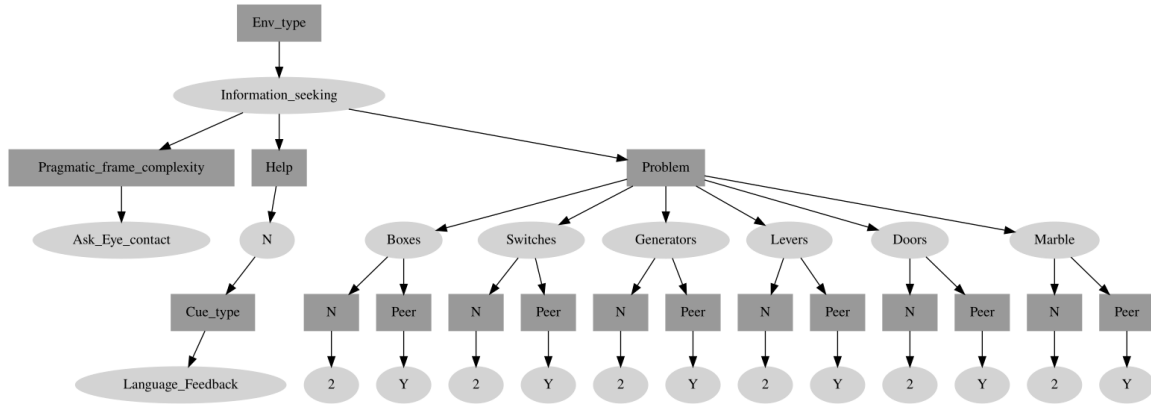 Env_type
Information_seeking
Pragmatic_frame_complexity Help Problem
Ask_Eye_contact N Boxes Switches Generators Levers Doors Marble
Cue_type N Peer N Peer N Peer N Peer N Peer N Peer
Language_Feedback 2 Y 2 Y 2 Y 2 Y 2 Y 2 Y